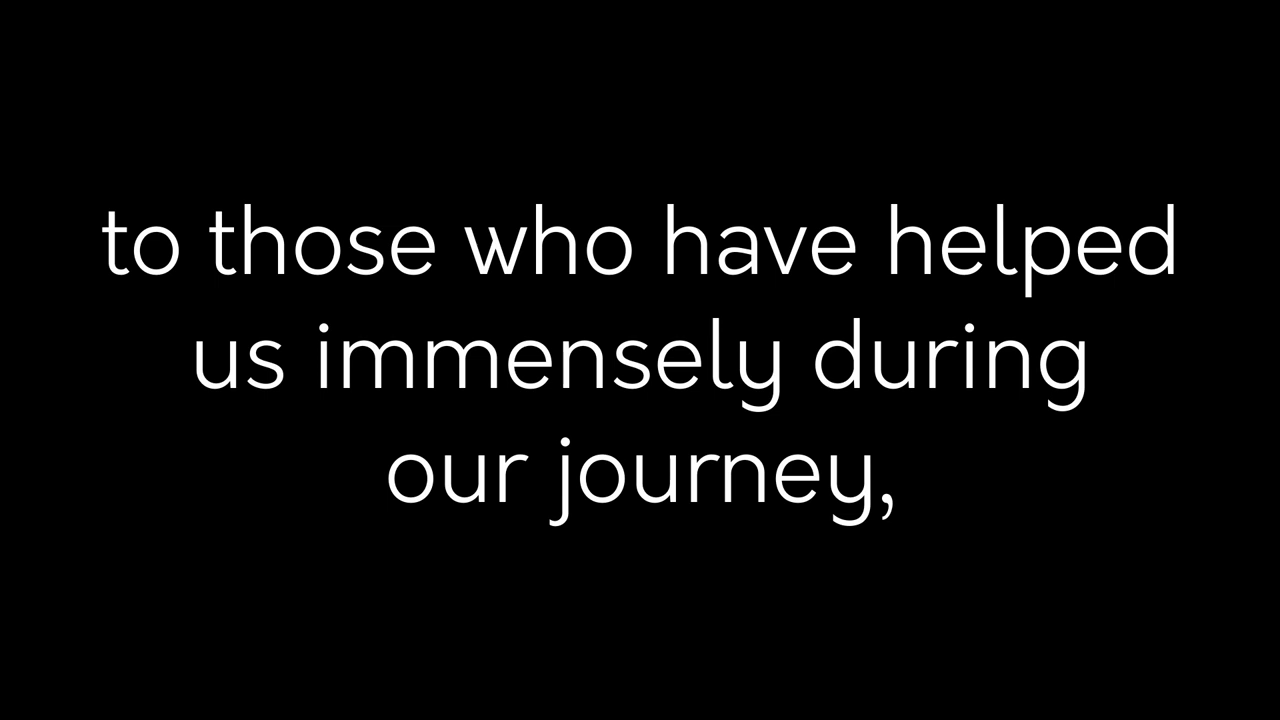 to those who have helped
us immensely during
our journey,